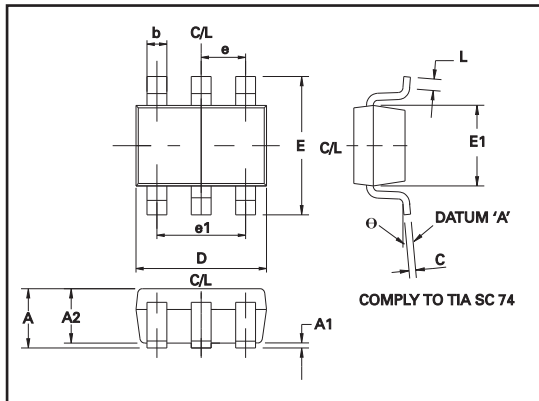 b
C/L
e
L
E
C/L
E1
e1
Θ
DATUM 'A'
D
C
C/L
COMPLY TO TIA SC 74
A
A2
A1